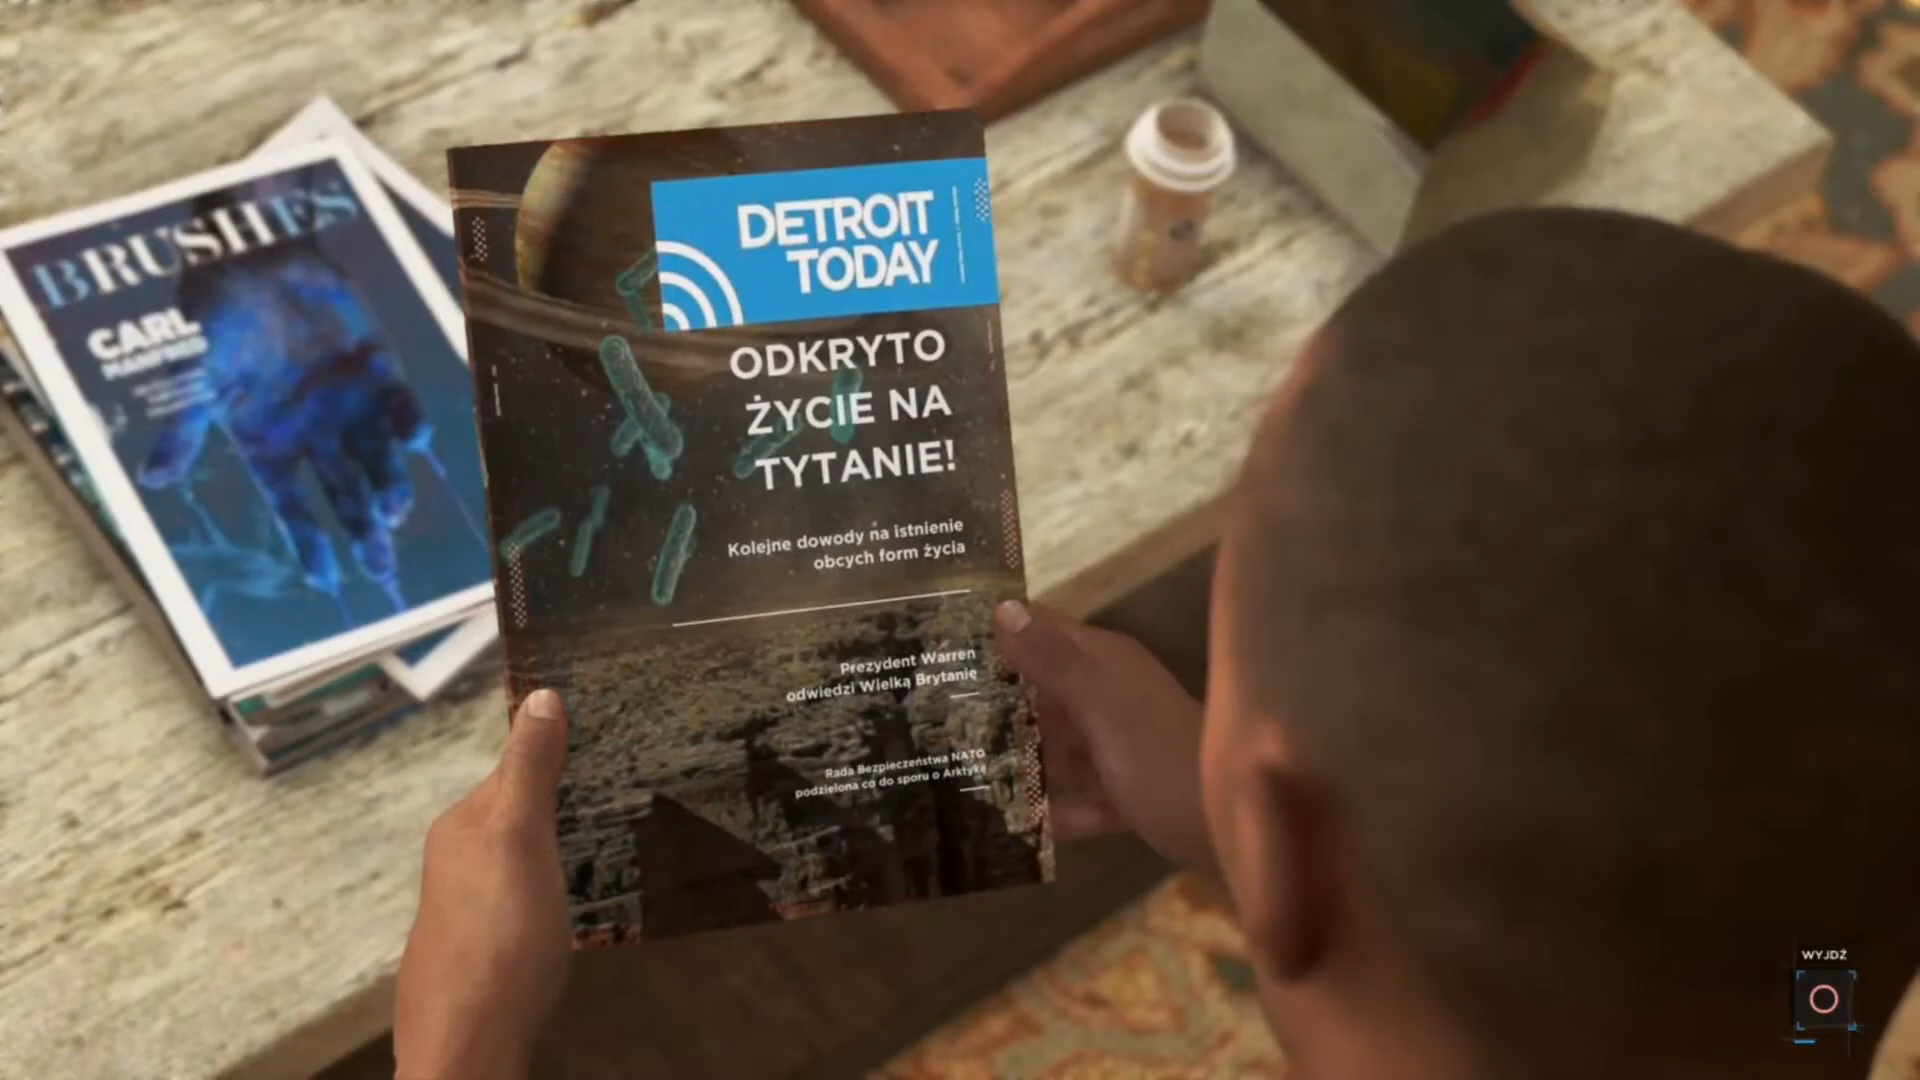 BRUSHES
CARL
MANFRED
DETROIT
TODAY
ODKRYTO
ŻYCIE NA
TYTANIE!
Kolejne dowody na istnienie
obcych form życia
Prezydent Warren
odwiedzi Wielką Brytanię
Rada Bezpieczeństwa NATO
podzielona co do sporu o Arktykę
WYJDŹ